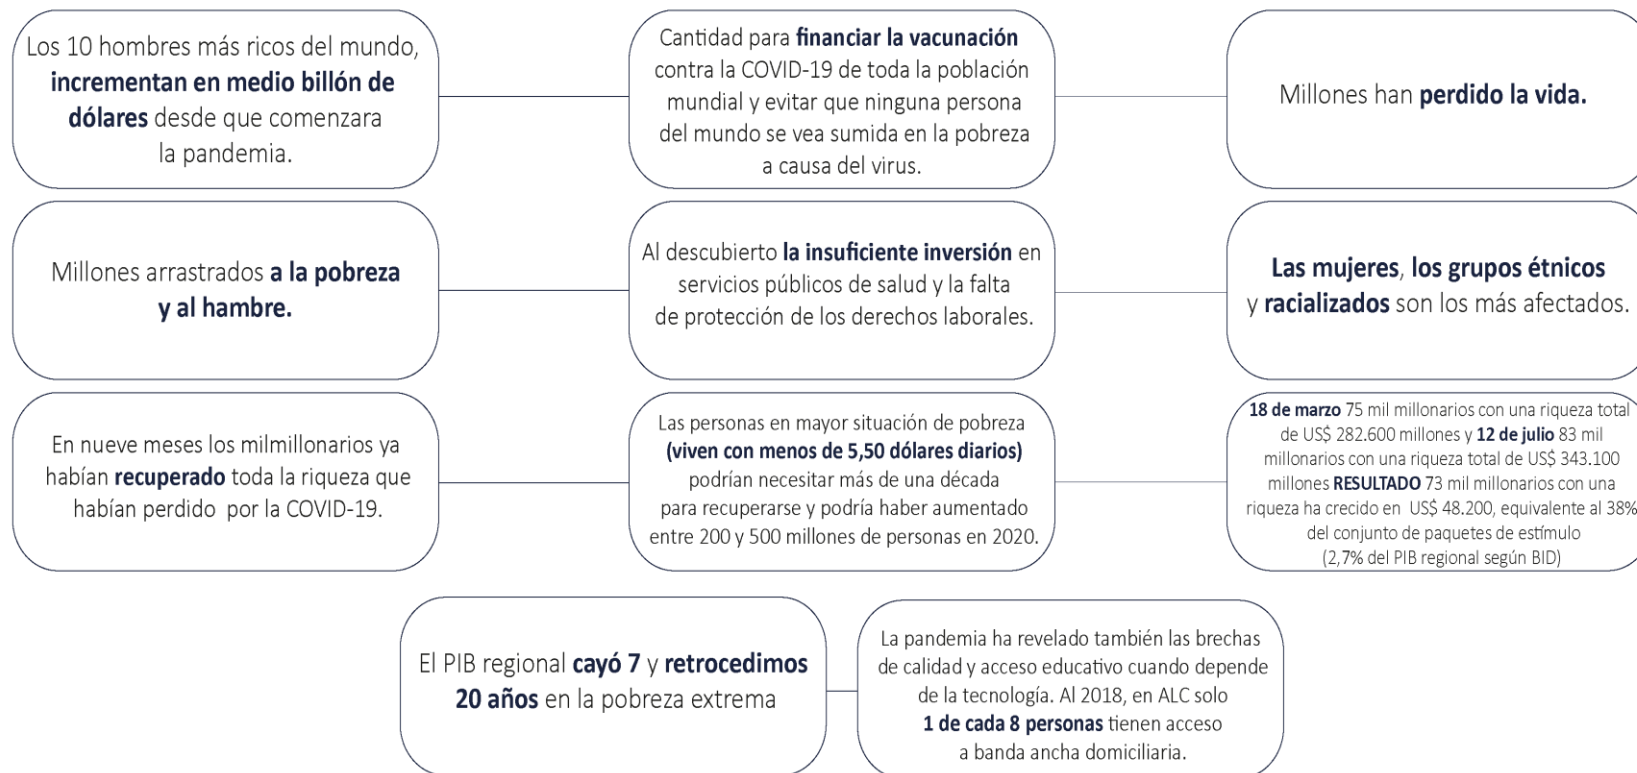 Los 10 hombres más ricos del mundo,
incrementan en medio billón de
dólares desde que comenzara
la pandemia.
Cantidad para financiar la vacunación
contra la COVID-19 de toda la población
mundial y evitar que ninguna persona
del mundo se vea sumida en la pobreza
a causa del virus.
Millones han perdido la vida.
Millones arrastrados a la pobreza
y al hambre.
Al descubierto la insuficiente inversión en
servicios públicos de salud y la falta
de protección de los derechos laborales.
Las mujeres, los grupos étnicos
y racializados son los más afectados.
En nueve meses los milmillonarios ya
habían recuperado toda la riqueza que
habían perdido por la COVID-19.
Las personas en mayor situación de pobreza
(viven con menos de 5,50 dólares diarios)
podrían necesitar más de una década
para recuperarse y podría haber aumentado
entre 200 y 500 millones de personas en 2020.
18 de marzo 75 mil millonarios con una riqueza total
de US$ 282.600 millones y 12 de julio 83 mil
millonarios con una riqueza total de US$ 343.100
millones RESULTADO 73 mil millonarios con una
riqueza ha crecido en US$ 48.200, equivalente al 38%
del conjunto de paquetes de estímulo
(2,7% del PIB regional según BID)
El PIB regional cayó 7 y retrocedimos
20 años en la pobreza extrema
La pandemia ha revelado también las brechas
de calidad y acceso educativo cuando depende
de la tecnología. Al 2018, en ALC solo
1 de cada 8 personas tienen acceso
a banda ancha domiciliaria.